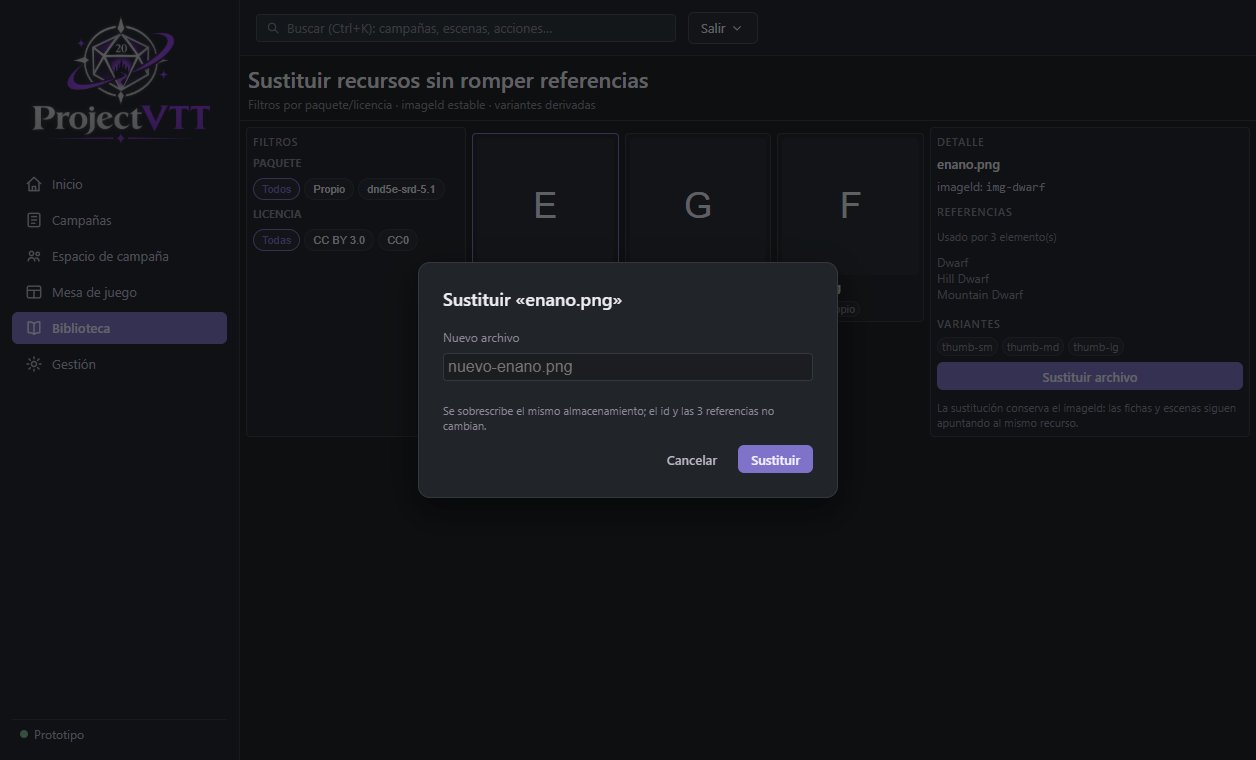 20
ProjectVTT
Inicio
Campañas
Espacio de campaña
Mesa de juego
Biblioteca
Gestión
Prototipo
Buscar (Ctrl+K): campañas, escenas, acciones...
Salir
Sustituir recursos sin romper referencias
Filtros por paquete/licencia · imageId estable · variantes derivadas
FILTROS
PAQUETE
Todos Propio dnd5e-srd-5.1
LICENCIA
Todas CC BY 3.0 CC0
E
G
F
Sustituir «enano.png»
Nuevo archivo
nuevo-enano.png
Se sobrescribe el mismo almacenamiento; el id y las 3 referencias no
cambian.
Cancelar Sustituir
DETALLE
enano.png
imageId: img-dwarf
REFERENCIAS
Usado por 3 elemento(s)
Dwarf
Hill Dwarf
Mountain Dwarf
VARIANTES
thumb-sm thumb-md thumb-lg
Sustituir archivo
La sustitución conserva el imageId: las fichas y escenas siguen
apuntando al mismo recurso.